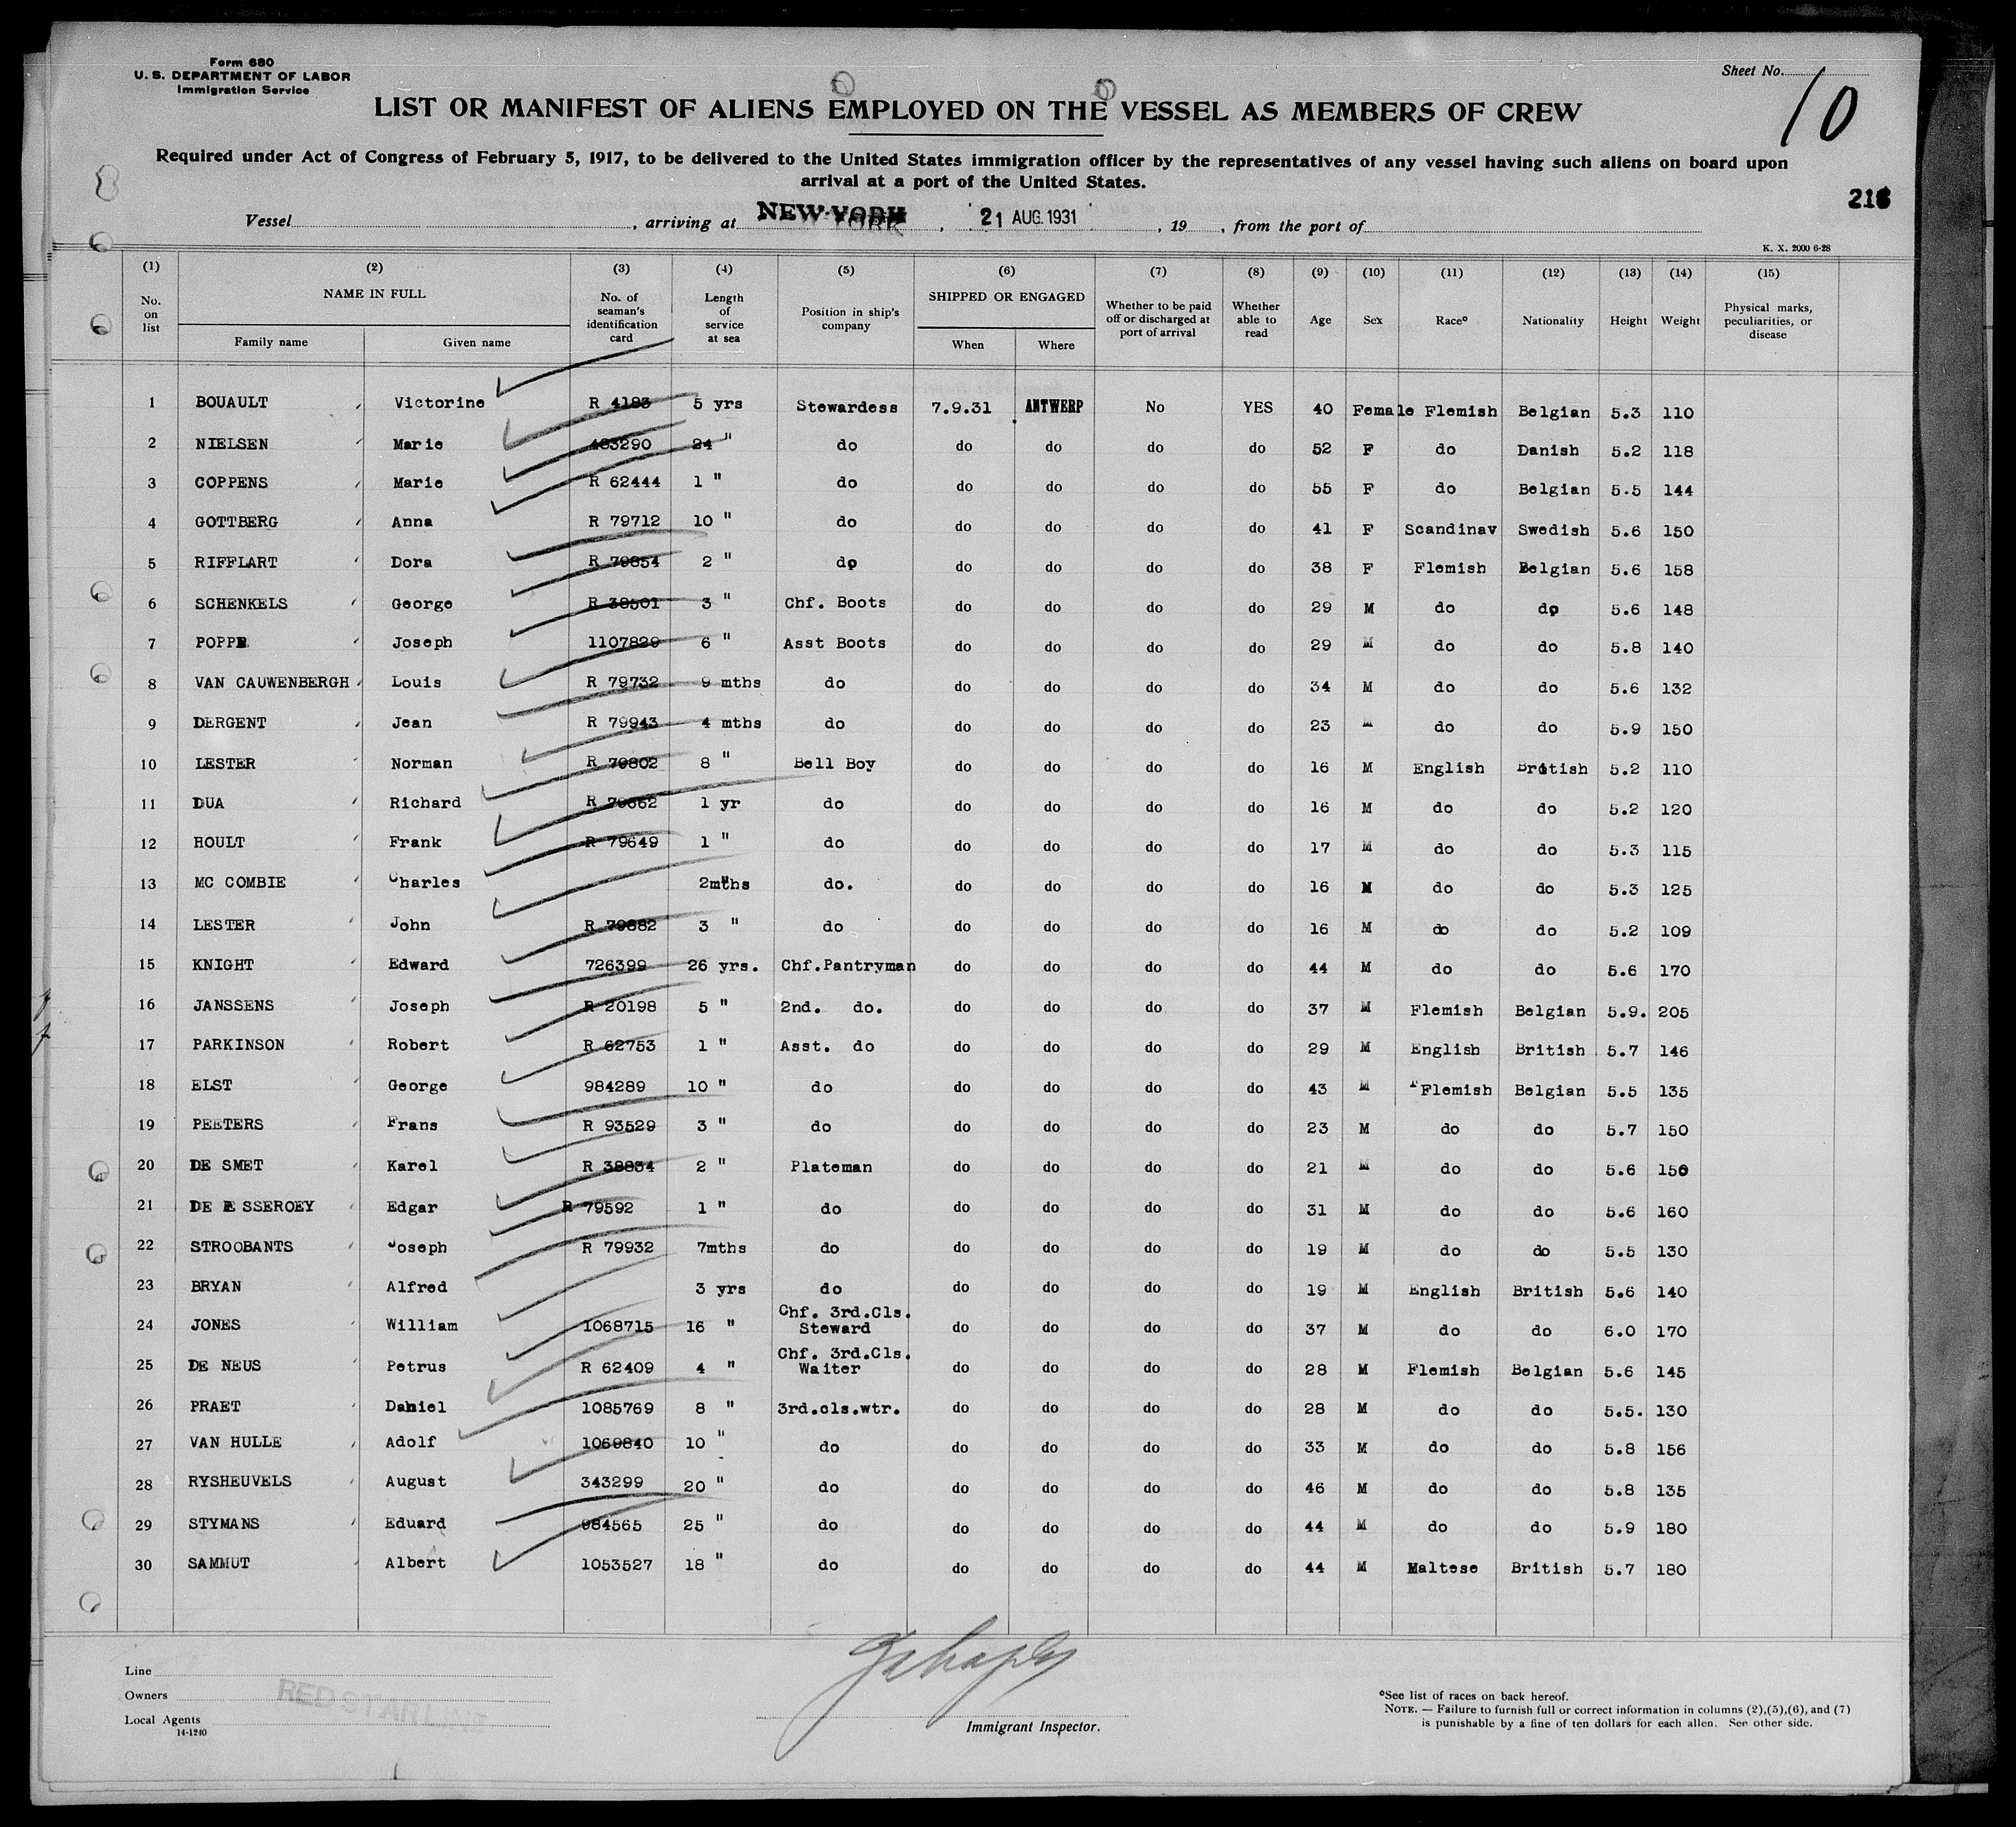 Form 680
U. S. DEPARTMENT OF LABOR
Immigration Service
Sheet No. 10
LIST OR MANIFEST OF ALIENS EMPLOYED ON THE VESSEL AS MEMBERS OF CREW
Required under Act of Congress of February 5, 1917, to be delivered to the United States immigration officer by the representatives of any vessel having such aliens on board upon
arrival at a port of the United States.
Vessel , arriving at NEW YORK , 21 AUG. 1931 , 19 , from the port of
K. X. 2000 6-28
(1) (2) (3) (4) (5) (6) (7) (8) (9) (10) (11) (12) (13) (14) (15)
No. on list NAME IN FULL Family name Given name No. of seaman's identification card Length of service at sea Position in ship's company SHIPPED OR ENGAGED When Where Whether to be paid off or discharged at port of arrival Whether able to read Age Sex Race° Nationality Height Weight Physical marks, peculiarities, or disease
1 BOUAULT Victorine R 4183 5 yrs Stewardess 7.9.31 ANTWERP No YES 40 Female Flemish Belgian 5.3 110
2 NIELSEN Marie 483290 24 " do do do do do 52 F do Danish 5.2 118
3 COPPENS Marie R 62444 1 " do do do do do 55 F do Belgian 5.5 144
4 GOTTBERG Anna R 79712 10 " do do do do do 41 F Scandinav Swedish 5.6 150
5 RIFFLART Dora R 79854 2 " do do do do do 38 F Flemish Belgian 5.6 158
6 SCHENKELS George R 38501 3 " Chf. Boots do do do do 29 M do do 5.6 148
7 POPPE Joseph 1107829 6 " Asst Boots do do do do 29 M do do 5.8 140
8 VAN CAUWENBERGH Louis R 79732 9 mths do do do do do 34 M do do 5.6 132
9 DERGENT Jean R 79943 4 mths do do do do do 23 M do do 5.9 150
10 LESTER Norman R 79802 8 " Bell Boy do do do do 16 M English British 5.2 110
11 DUA Richard 1 yr do do do do do 16 M do do 5.2 120
12 HOULT Frank R 79649 1 " do do do do do 17 M do do 5.3 115
13 MC COMBIE Charles 2mths do. do do do do 16 M do do 5.3 125
14 LESTER John R 79882 3 " do do do do do 16 M do do 5.2 109
15 KNIGHT Edward 726399 26 yrs. Chf.Pantryman do do do do 44 M do do 5.6 170
16 JANSSENS Joseph R 20198 5 " 2nd. do. do do do do 37 M Flemish Belgian 5.9. 205
17 PARKINSON Robert R 62753 1 " Asst. do do do do do 29 M English British 5.7 146
18 ELST George 984289 10 " do do do do do 43 M Flemish Belgian 5.5 135
19 PEETERS Frans R 93529 3 " do do do do do 23 M do do 5.7 150
20 DE SMET Karel R 38834 2 " Plateman do do do do 21 M do do 5.6 150
21 DE E SSEROEY Edgar R 79592 1 " do do do do do 31 M do do 5.6 160
22 STROOBANTS Joseph R 79932 7mths do do do do do 19 M do do 5.5 130
23 BRYAN Alfred 3 yrs do do do do do 19 M English British 5.6 140
24 JONES William 1068715 16 " Chf. 3rd.Cls. Steward do do do do 37 M do do 6.0 170
25 DE NEUS Petrus R 62409 4 " Chf. 3rd.Cls. Waiter do do do do 28 M Flemish Belgian 5.6 145
26 PRAET Daniel 1085769 8 " 3rd.cls.wtr. do do do do 28 M do do 5.5. 130
27 VAN HULLE Adolf 1069840 10 " do do do do do 33 M do do 5.8 156
28 RYSHEUVELS August 343299 20 " do do do do do 46 M do do 5.8 135
29 STYMANS Eduard 984565 25 " do do do do do 44 M do do 5.9 180
30 SAMMUT Albert 1053527 18 " do do do do do 44 M Maltese British 5.7 180
Line
Owners RED STAR LINE
Local Agents
14-1240
Immigrant Inspector.
°See list of races on back hereof.
NOTE. — Failure to furnish full or correct information in columns (2),(5),(6), and (7)
is punishable by a fine of ten dollars for each alien. See other side.